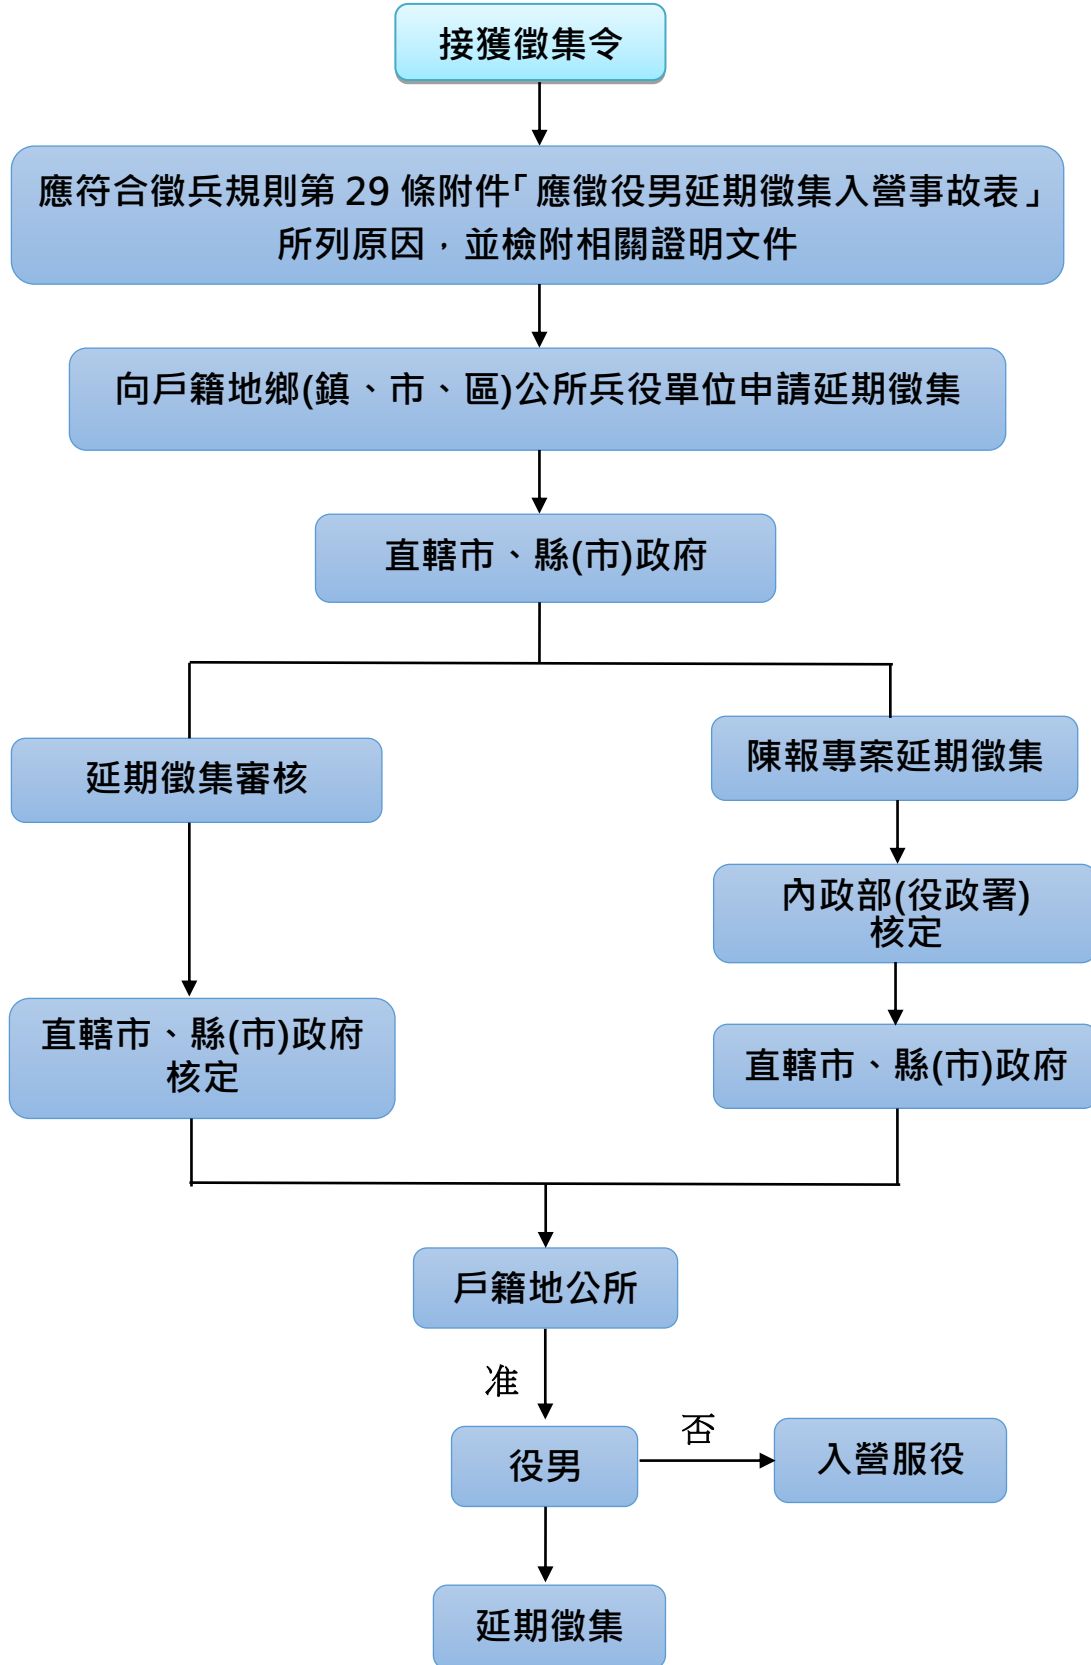 接獲徵集令
應符合徵兵規則第 29 條附件「應徵役男延期徵集入營事故表」
所列原因，並檢附相關證明文件
向戶籍地鄉(鎮、市、區)公所兵役單位申請延期徵集
直轄市、縣(市)政府
延期徵集審核
陳報專案延期徵集
內政部(役政署)
核定
直轄市、縣(市)政府
核定
直轄市、縣(市)政府
戶籍地公所
准
役男
否
入營服役
延期徵集